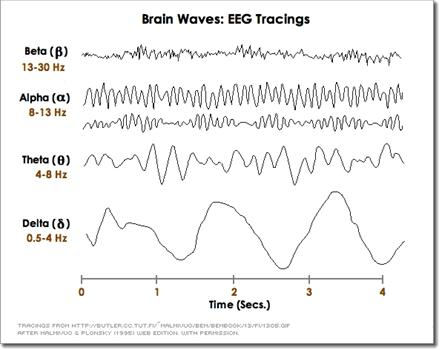 Brain Waves: EEG Tracings
Beta (β)
13-30 Hz
Alpha (α)
8-13 Hz
Theta (θ)
4-8 Hz
Delta (δ)
0.5-4 Hz
0 1 2 3 4
Time (Secs.)
TRACINGS FROM HTTP://BUTLER.CC.TUT.FI/~MALMIVUO/BEM/BEMBOOK/13/FI/1305.GIF
AFTER MALMIVUO & PLONSKY (1995) WEB EDITION. WITH PERMISSION.